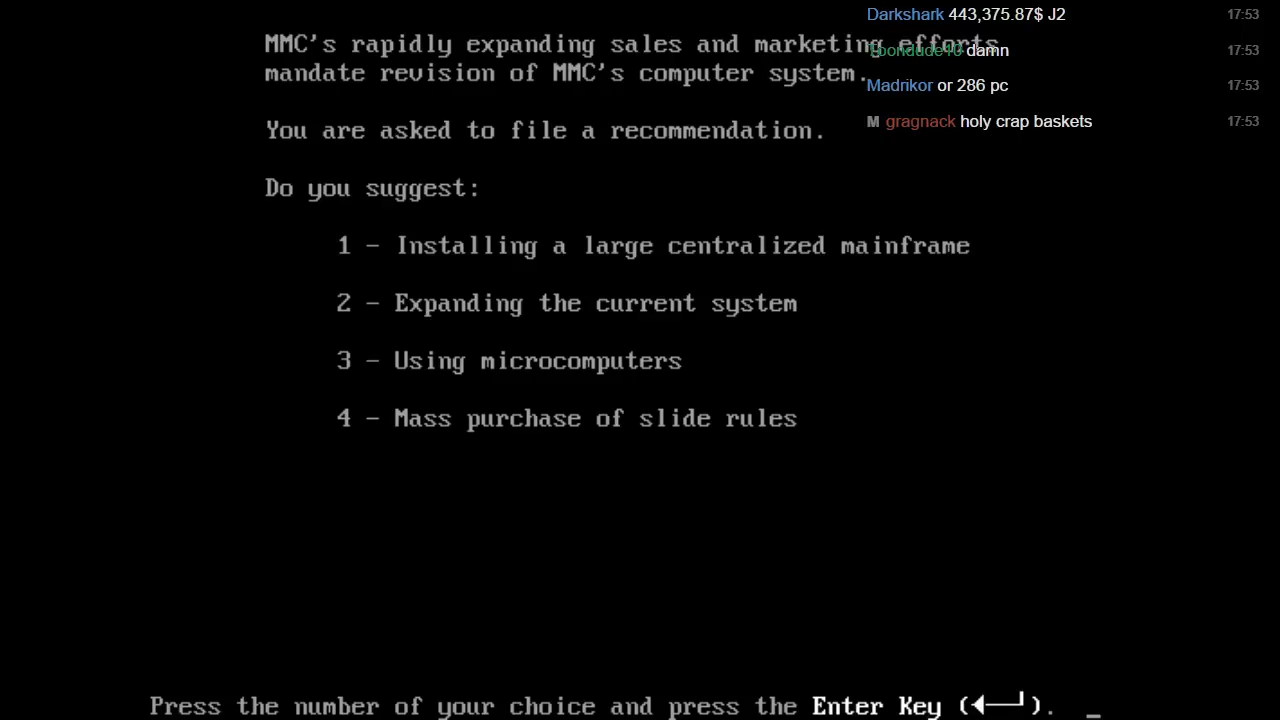 Darkshark 443,375.87$ J2 17:53
MMC's rapidly expanding sales and marketing efforts
Toondude10 damn 17:53
mandate revision of MMC's computer system.
Madrikor or 286 pc 17:53
M gragnack holy crap baskets 17:53
You are asked to file a recommendation.
Do you suggest:
1 - Installing a large centralized mainframe
2 - Expanding the current system
3 - Using microcomputers
4 - Mass purchase of slide rules
Press the number of your choice and press the Enter Key (◄──┘). _